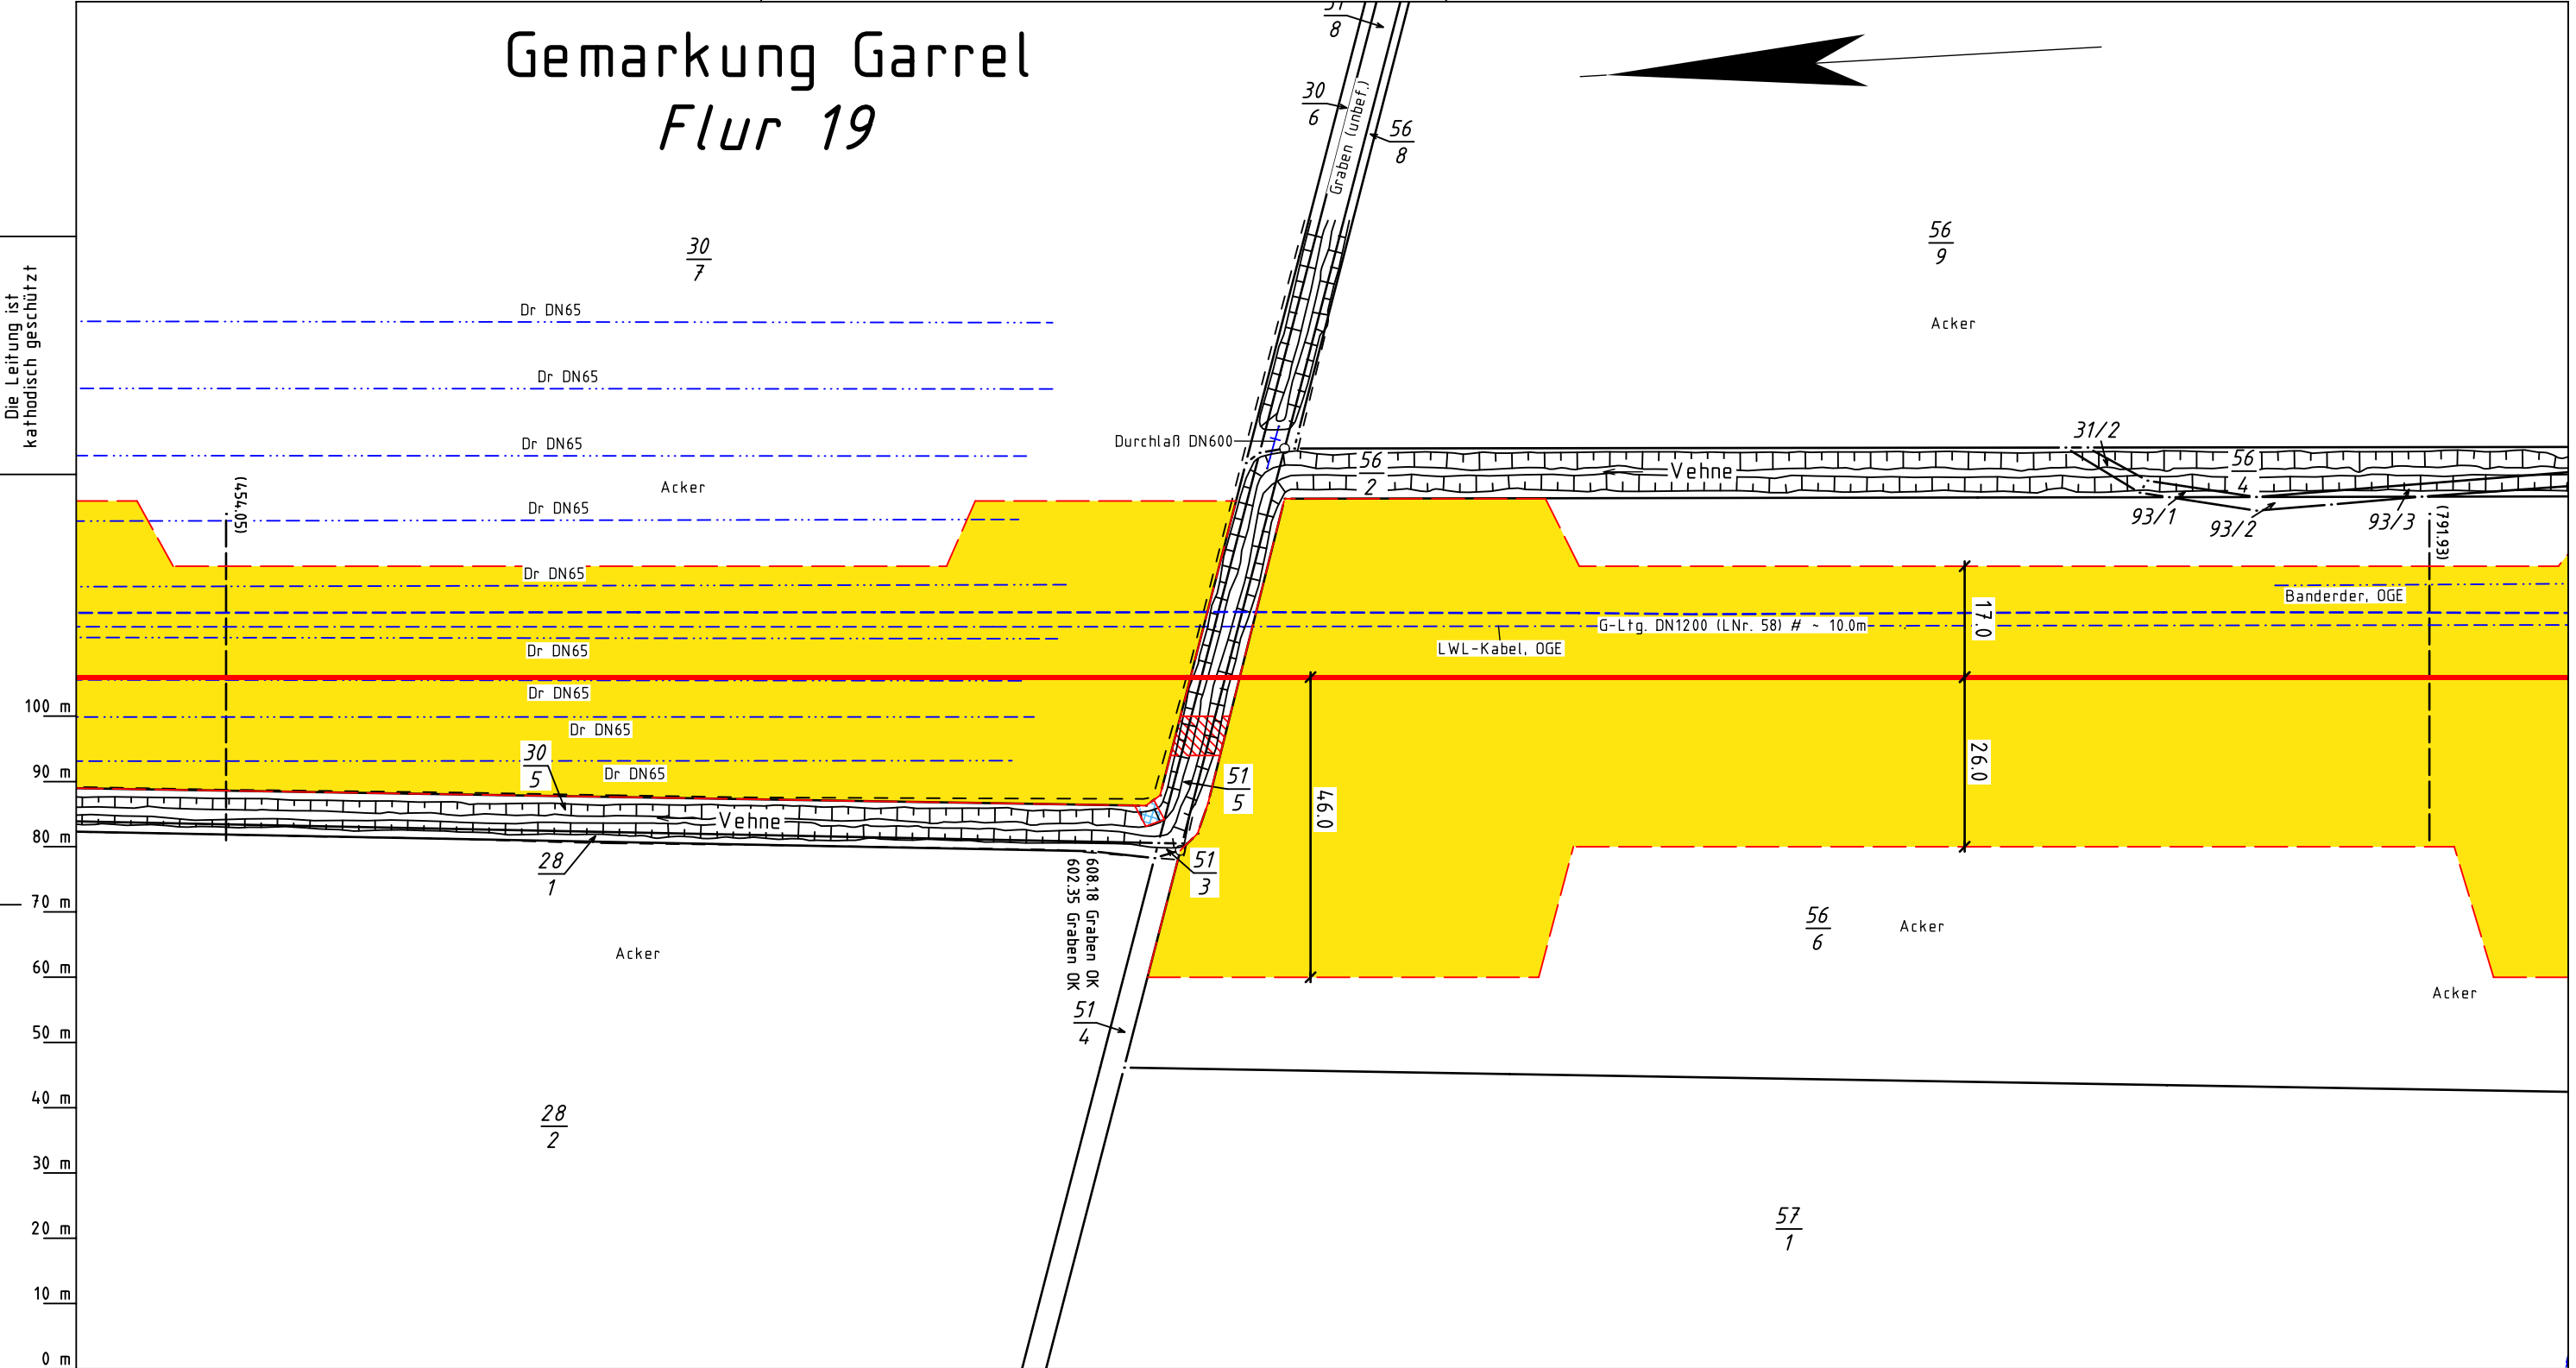 Gemarkung Garrel
Flur 19
8
30
6
Graben (unbef.)
56
8
30
7
56
9
Die Leitung ist
kathodisch geschützt
Dr DN65
Acker
Dr DN65
31/2
Durchlaß DN600
Dr DN65
56
2
Vehne
56
4
Acker
(454.05)
Dr DN65
93/1
93/2
93/3
(791.93)
Dr DN65
Banderder, OGE
17.0
G-Ltg. DN1200 (LNr. 58) # ~ 10.0m
LWL-Kabel, OGE
Dr DN65
Dr DN65
100 m
Dr DN65
30
5
Dr DN65
90 m
51
5
26.0
46.0
Vehne
80 m
28
1
51
3
608.18 Graben OK
602.35 Graben OK
70 m
56
6
Acker
Acker
60 m
Acker
51
4
50 m
40 m
28
2
30 m
57
1
20 m
10 m
0 m